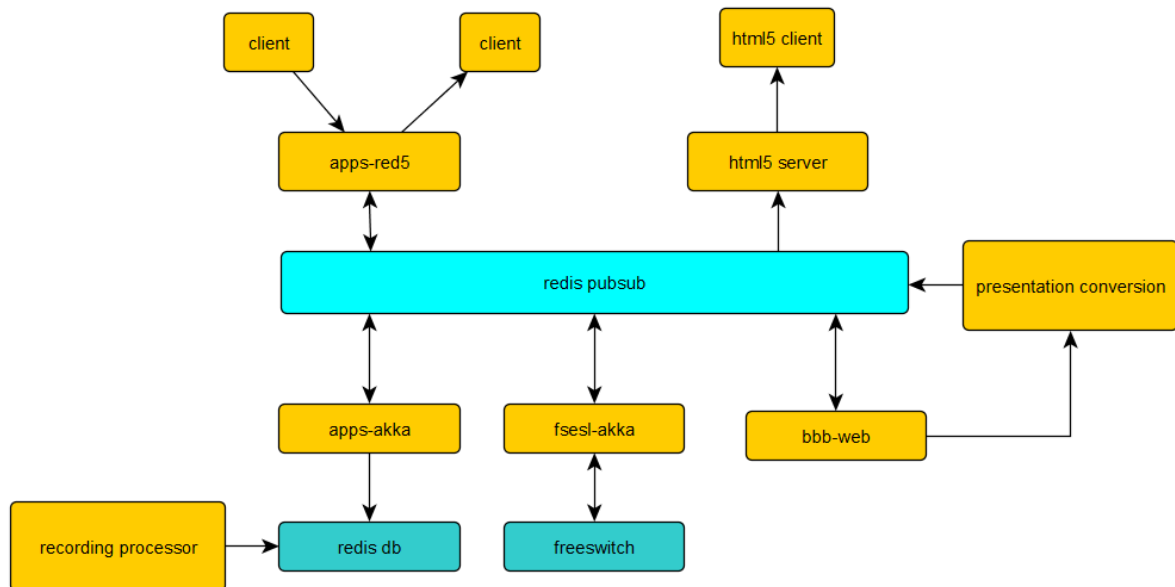 client
client
html5 client
apps-red5
html5 server
redis pubsub
presentation conversion
apps-akka
fsesl-akka
bbb-web
recording processor
redis db
freeswitch